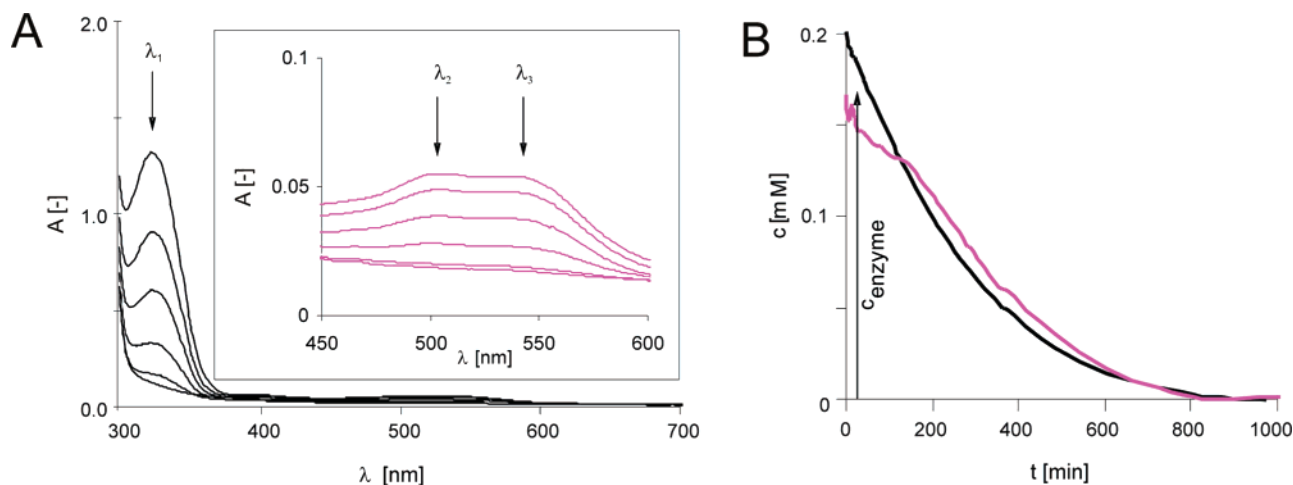 A
2.0
1.0
0.0
A [-]
λ₁
300
400
500
600
700
λ [nm]
0.1
0.05
0
A [-]
λ₂
λ₃
450
500
550
600
λ [nm]
B
0.2
0.1
0
c [mM]
c enzyme
0
200
400
600
800
1000
t [min]